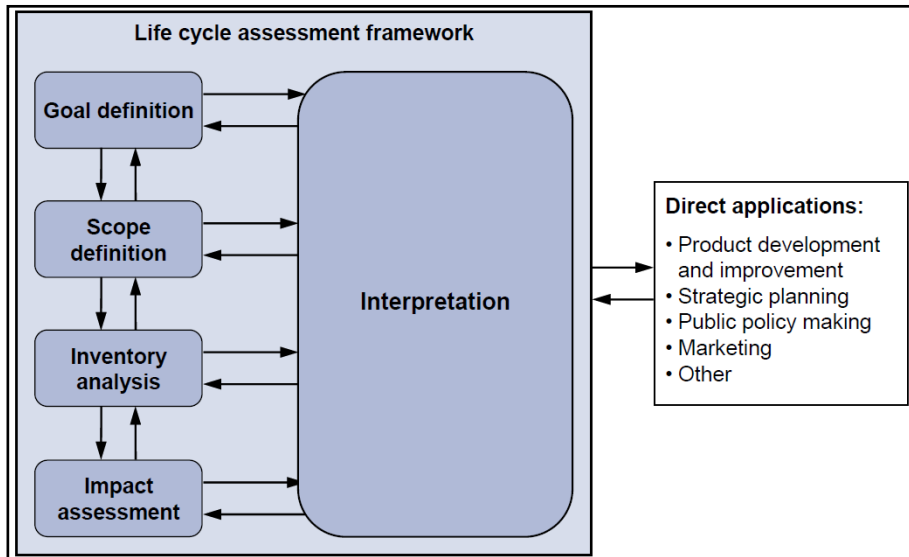 Life cycle assessment framework
Goal definition
Scope
definition
Inventory
analysis
Impact
assessment
Interpretation
Direct applications:
• Product development
and improvement
• Strategic planning
• Public policy making
• Marketing
• Other